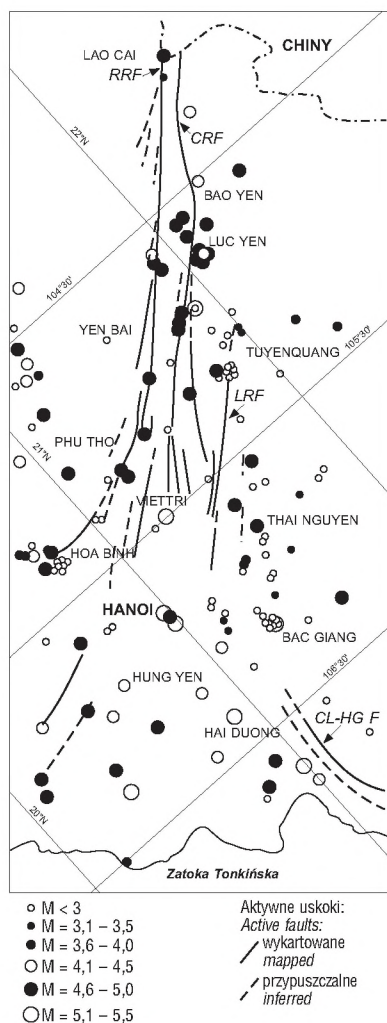 LAO CAI
CHINY
RRF
CRF
22°N
BAO YEN
LUC YEN
104°30'
105°30'
YEN BAI
TUYENQUANG
LRF
PHU THO
21°N
VIETTRI
THAI NGUYEN
HOA BINH
HANOI
BAC GIANG
106°30'
HUNG YEN
CL-HG F
HAI DUONG
20°N
Zatoka Tonkińska
M < 3
M = 3,1 – 3,5
M = 3,6 – 4,0
M = 4,1 – 4,5
M = 4,6 – 5,0
M = 5,1 – 5,5
Aktywne uskoki:
Active faults:
wykartowane
mapped
przypuszczalne
inferred